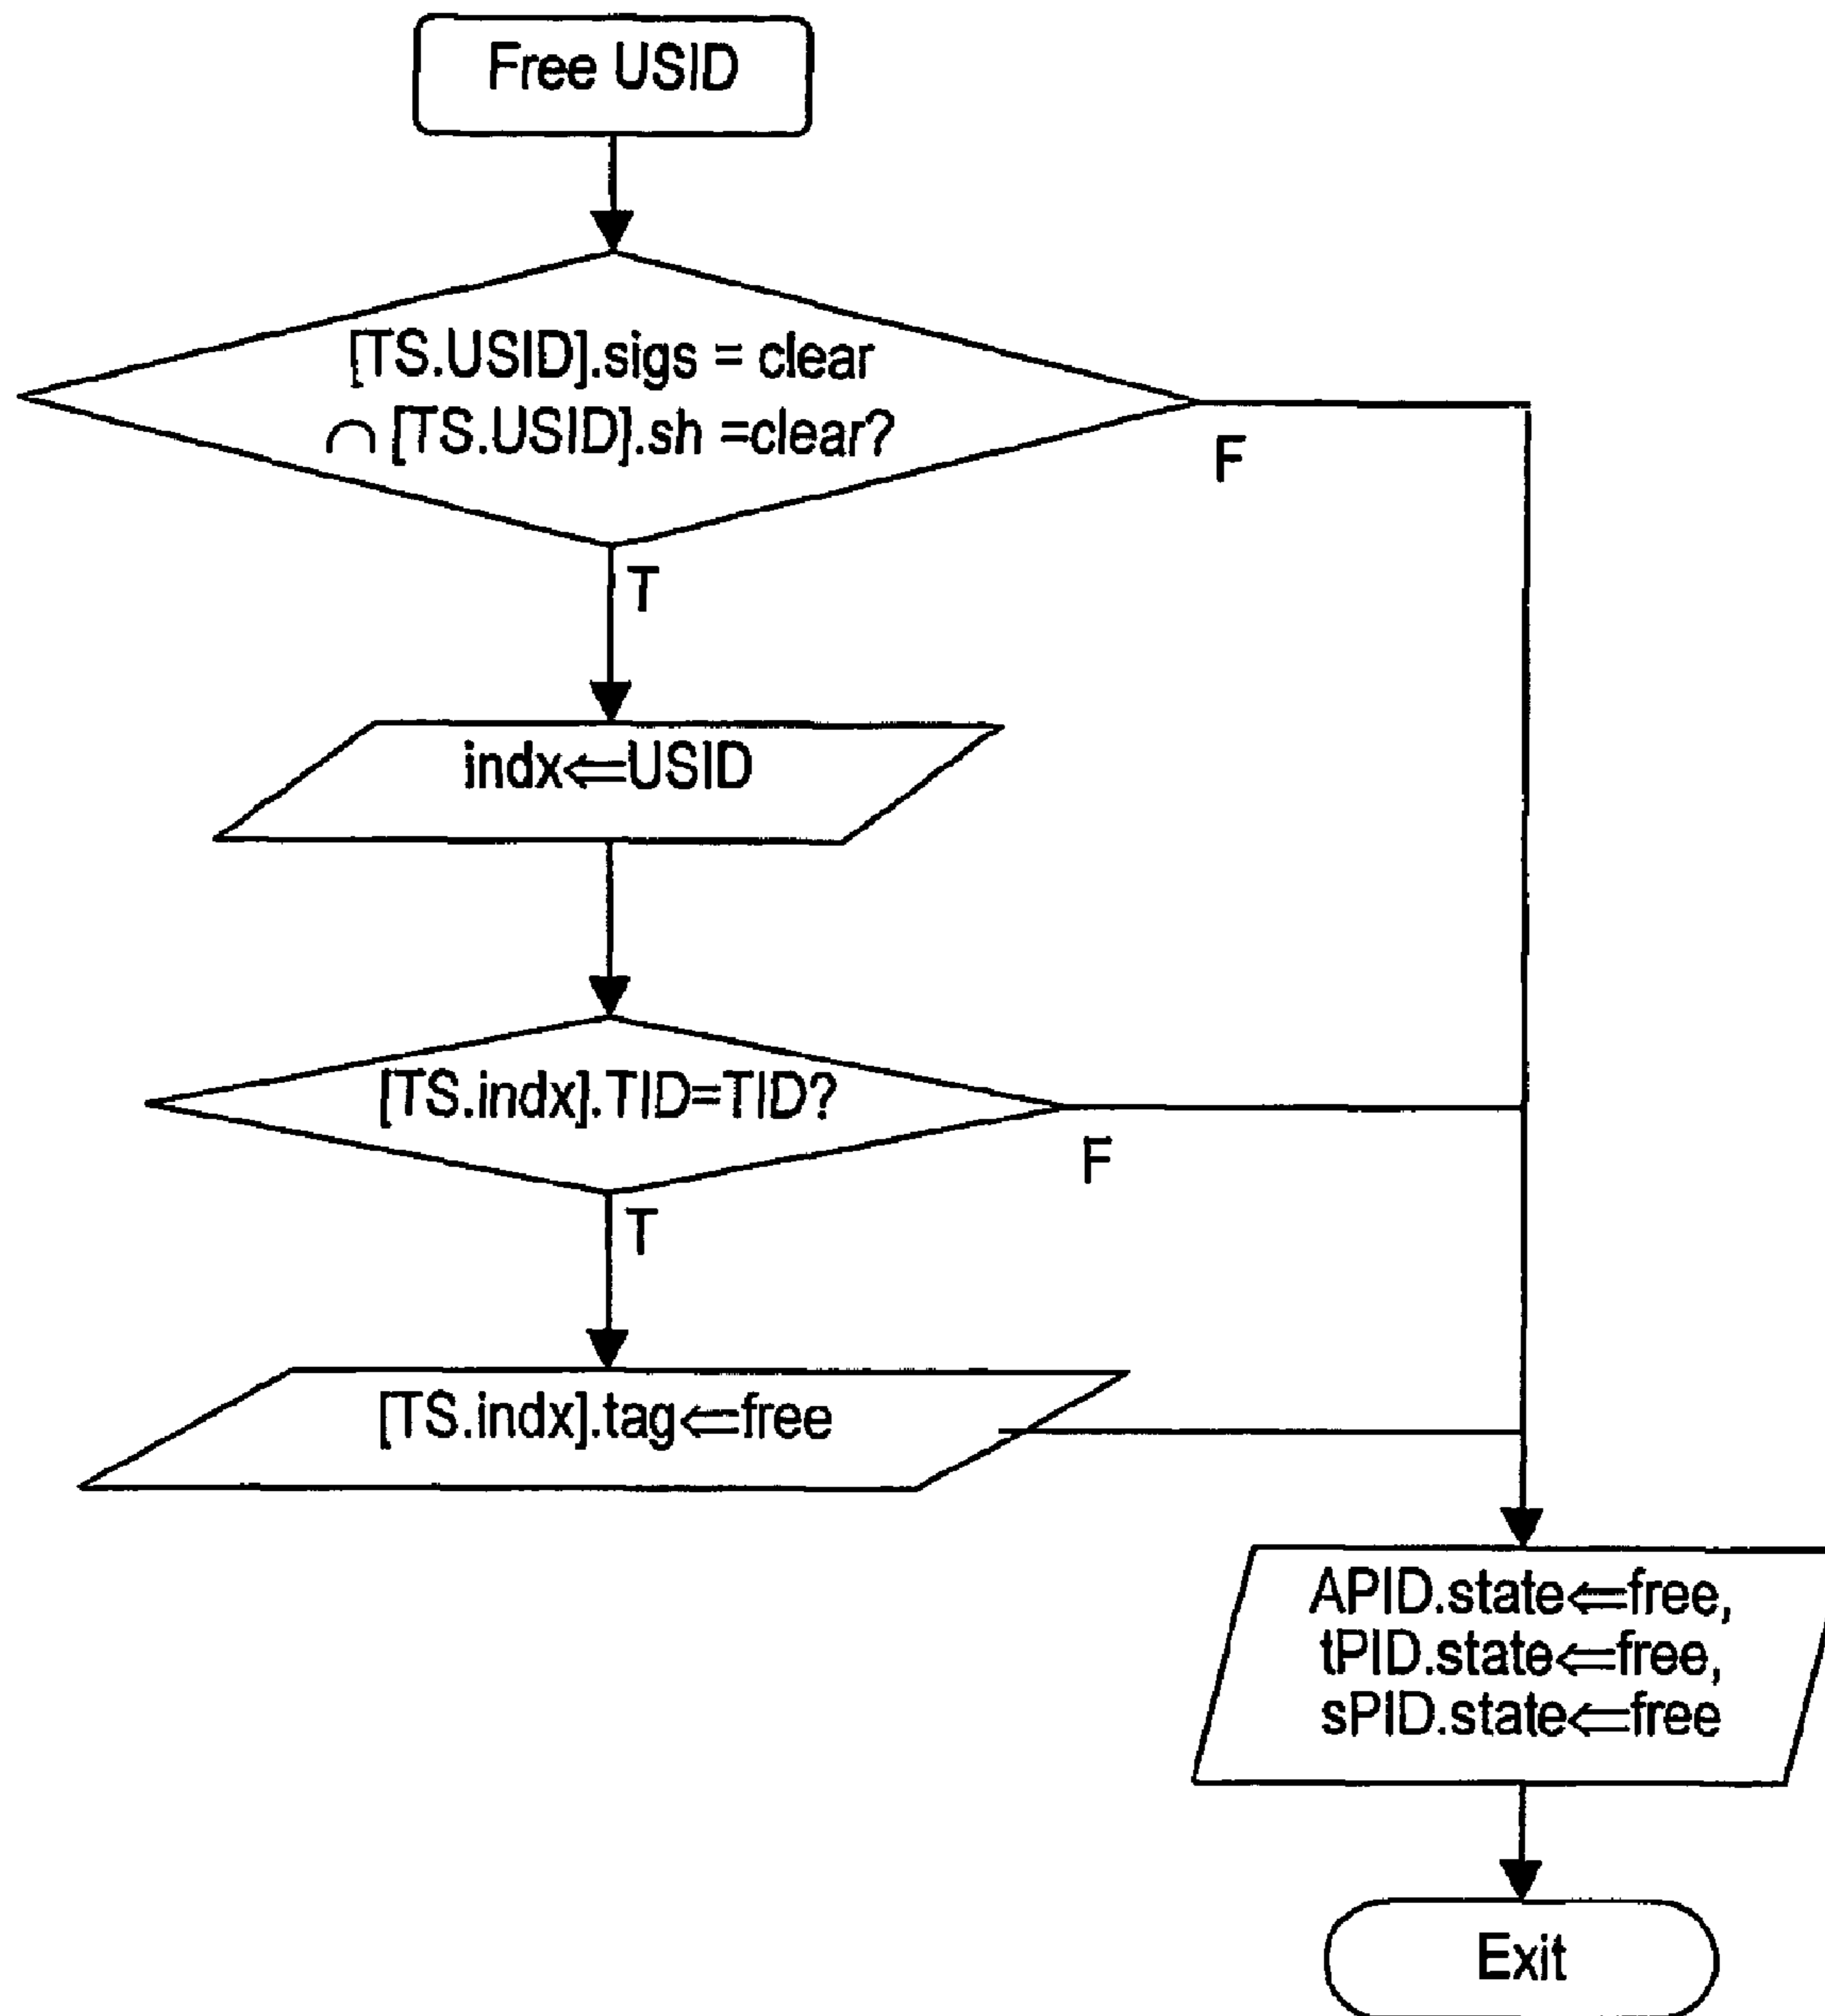 Free USID
[TS.USID].sigs = clear
∩ [TS.USID].sh =clear?
F
T
indx⇐USID
[TS.indx].TID=TID?
F
T
[TS.indx].tag⇐free
APID.state⇐free,
tPID.state⇐free,
sPID.state⇐free
Exit